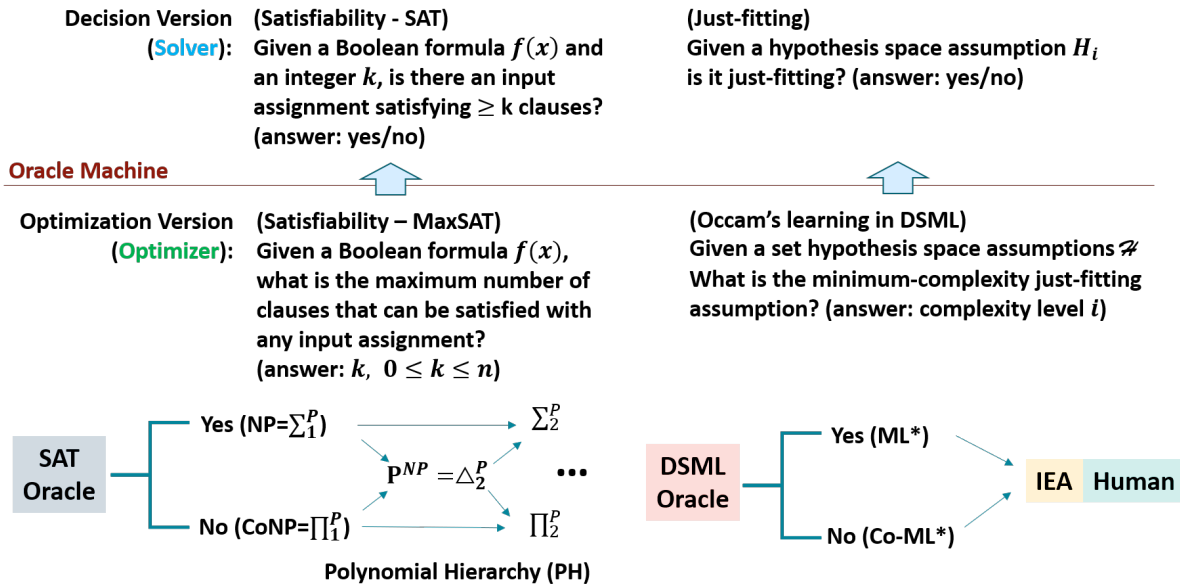 Decision Version
(Solver):
(Satisfiability - SAT)
Given a Boolean formula f(x) and
an integer k, is there an input
assignment satisfying ≥ k clauses?
(answer: yes/no)
(Just-fitting)
Given a hypothesis space assumption H_i
is it just-fitting? (answer: yes/no)
Oracle Machine
Optimization Version
(Optimizer):
(Satisfiability – MaxSAT)
Given a Boolean formula f(x),
what is the maximum number of
clauses that can be satisfied with
any input assignment?
(answer: k, 0 ≤ k ≤ n)
(Occam's learning in DSML)
Given a set hypothesis space assumptions ℋ
What is the minimum-complexity just-fitting
assumption? (answer: complexity level i)
SAT
Oracle
Yes (NP=∑₁ᴾ)
No (CoNP=∏₁ᴾ)
P^{NP} = △₂ᴾ
∑₂ᴾ
∏₂ᴾ
•••
Polynomial Hierarchy (PH)
DSML
Oracle
Yes (ML*)
No (Co-ML*)
IEA Human